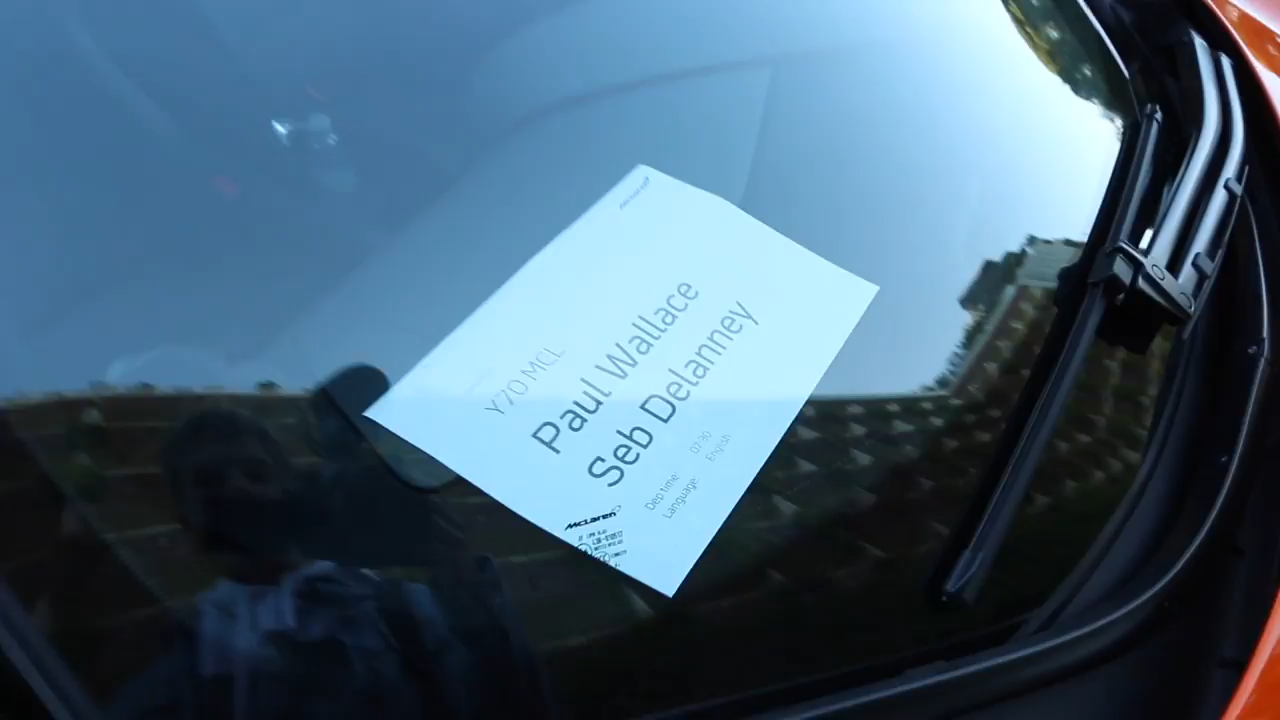 Y70 MCL
Paul Wallace
Seb Delanney
Dep time: 07:30
Language: English
McLaren